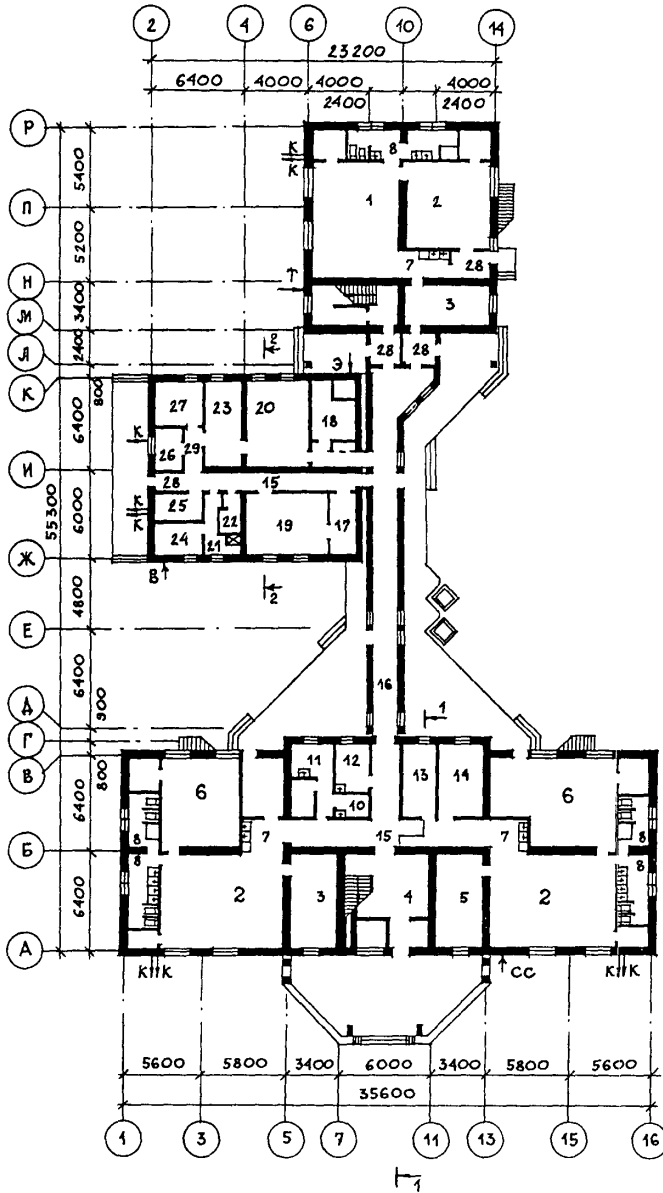 2 4 6 10 14
23200
6400 4000 4000 4000
2400 2400
Р
К
К
8
5400
П
1 2
5200
7 28
Н
Т
3400
3
М
2400
2
28 28
Л
Э
К
800
27 23 20 18
6400
К
26 29
И
28 15
55300
25
К
К
22
6000
19 17
24 21
Ж
В
2
4800
Е
6400
16
900
Д
1
Г
В
800
11 12 13 14
6 6
6400
10
7 15 7
8 8
Б
8 8
2 3 4 5 2
6400
А
К К СС К К
5600 5800 3400 6000 3400 5800 5600
35600
1 3 5 7 11 13 15 16
1